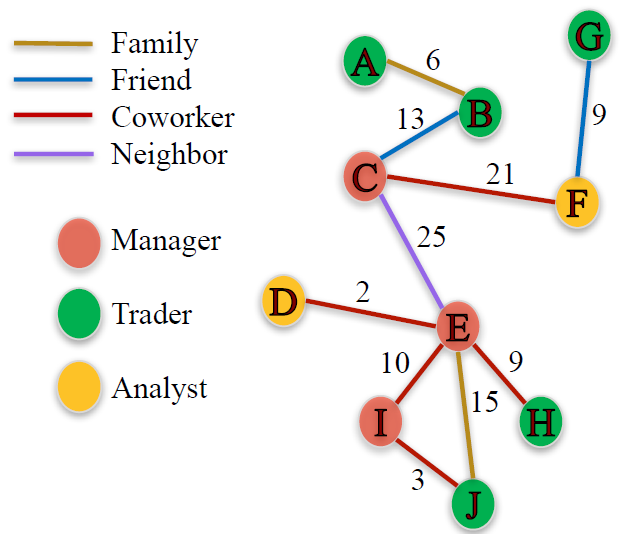 Family
Friend
Coworker
Neighbor
Manager
Trader
Analyst
G
A
6
B
9
13
C
21
F
25
D
2
E
10
9
15
I
H
3
J